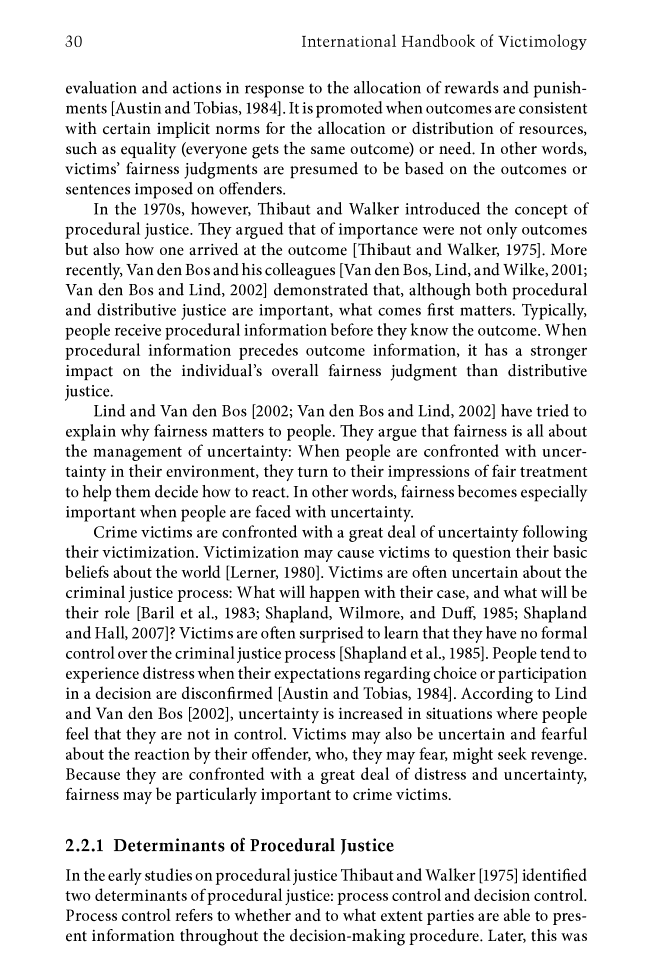 30 International Handbook of Victimology
evaluation and actions in response to the allocation of rewards and punish-
ments [Austin and Tobias, 1984]. It is promoted when outcomes are consistent
with certain implicit norms for the allocation or distribution of resources,
such as equality (everyone gets the same outcome) or need. In other words,
victims’ fairness judgments are presumed to be based on the outcomes or
sentences imposed on offenders.
In the 1970s, however, Thibaut and Walker introduced the concept of
procedural justice. They argued that of importance were not only outcomes
but also how one arrived at the outcome [Thibaut and Walker, 1975]. More
recently, Van den Bos and his colleagues [Van den Bos, Lind, and Wilke, 2001;
Van den Bos and Lind, 2002] demonstrated that, although both procedural
and distributive justice are important, what comes first matters. Typically,
people receive procedural information before they know the outcome. When
procedural information precedes outcome information, it has a stronger
impact on the individual’s overall fairness judgment than distributive
justice.
Lind and Van den Bos [2002; Van den Bos and Lind, 2002] have tried to
explain why fairness matters to people. They argue that fairness is all about
the management of uncertainty: When people are confronted with uncer-
tainty in their environment, they turn to their impressions of fair treatment
to help them decide how to react. In other words, fairness becomes especially
important when people are faced with uncertainty.
Crime victims are confronted with a great deal of uncertainty following
their victimization. Victimization may cause victims to question their basic
beliefs about the world [Lerner, 1980]. Victims are often uncertain about the
criminal justice process: What will happen with their case, and what will be
their role [Baril et al., 1983; Shapland, Wilmore, and Duff, 1985; Shapland
and Hall, 2007]? Victims are often surprised to learn that they have no formal
control over the criminal justice process [Shapland et al., 1985]. People tend to
experience distress when their expectations regarding choice or participation
in a decision are disconfirmed [Austin and Tobias, 1984]. According to Lind
and Van den Bos [2002], uncertainty is increased in situations where people
feel that they are not in control. Victims may also be uncertain and fearful
about the reaction by their offender, who, they may fear, might seek revenge.
Because they are confronted with a great deal of distress and uncertainty,
fairness may be particularly important to crime victims.
2.2.1 Determinants of Procedural Justice
In the early studies on procedural justice Thibaut and Walker [1975] identified
two determinants of procedural justice: process control and decision control.
Process control refers to whether and to what extent parties are able to pres-
ent information throughout the decision-making procedure. Later, this was